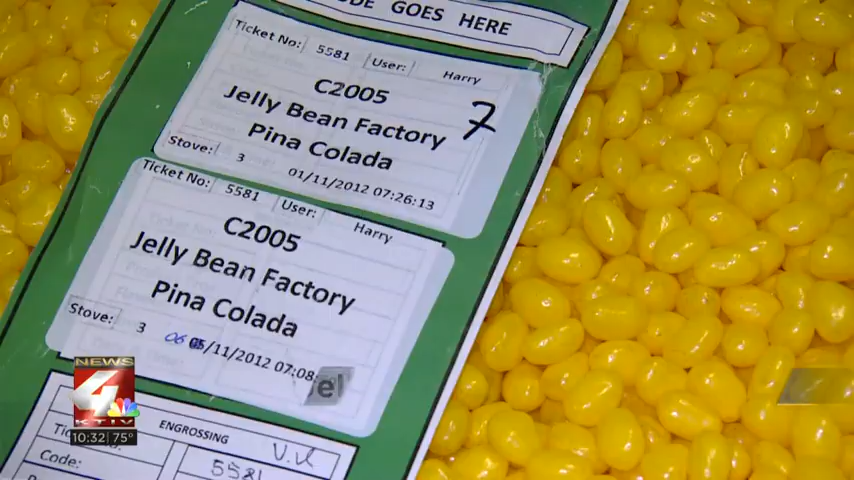 GOES HERE
Ticket No: 5581 User: Harry
C2005 7
Jelly Bean Factory
Pina Colada
Stove: 3
01/11/2012 07:26:13
Ticket No: 5581 User: Harry
C2005
Jelly Bean Factory
Pina Colada
Stove: 3 06 05/11/2012 07:08:
el
ENGROSSING
5581
Code:
NEWS
4
KTIV
10:32 75°